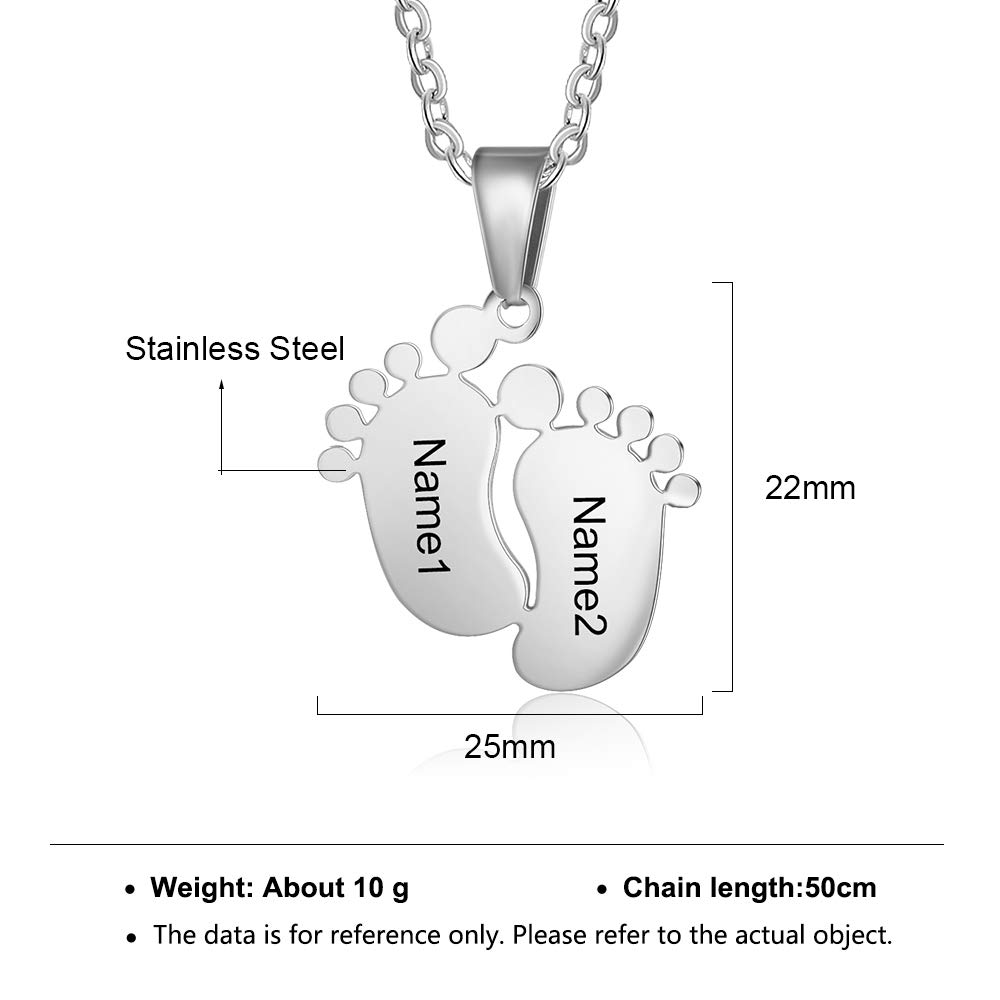 Stainless Steel
Name1
Name2
22mm
25mm
• Weight: About 10 g
• Chain length:50cm
• The data is for reference only. Please refer to the actual object.